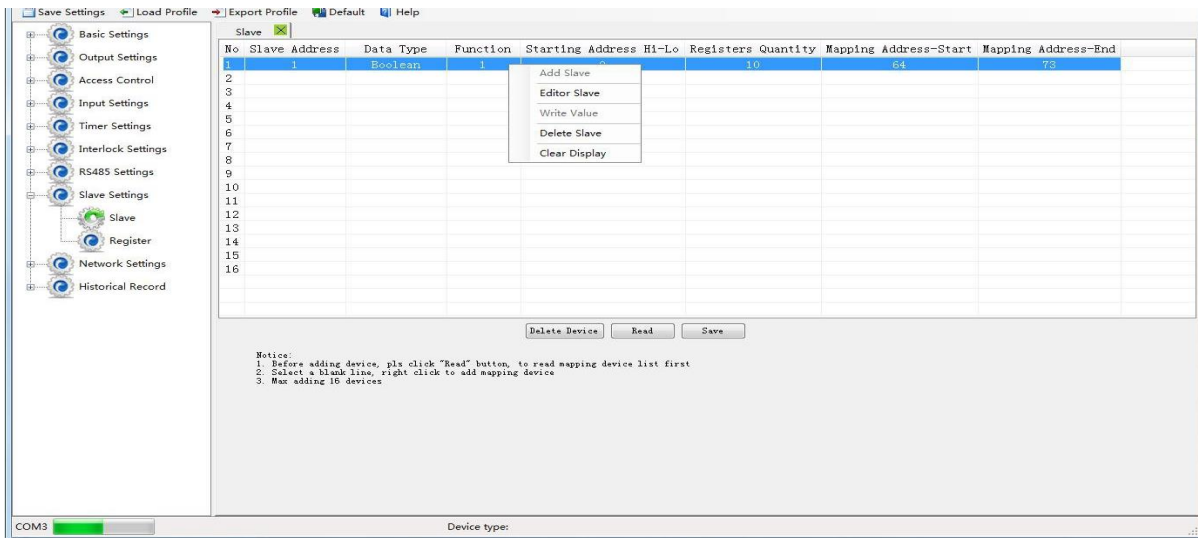 Save Settings Load Profile Export Profile Default Help
Basic Settings
Output Settings
Access Control
Input Settings
Timer Settings
Interlock Settings
RS485 Settings
Slave Settings
Slave
Register
Network Settings
Historical Record
Slave
No Slave Address Data Type Function Starting Address Hi-Lo Registers Quantity Mapping Address-Start Mapping Address-End
1 1 Boolean 1 0 10 64 73
2
3
4
5
6
7
8
9
10
11
12
13
14
15
16
Add Slave
Editor Slave
Write Value
Delete Slave
Clear Display
Delete Device Read Save
Notice:
1. Before adding device, pls click "Read" button, to read mapping device list first
2. Select a blank line, right click to add mapping device
3. Max adding 16 devices
COM3 Device type: